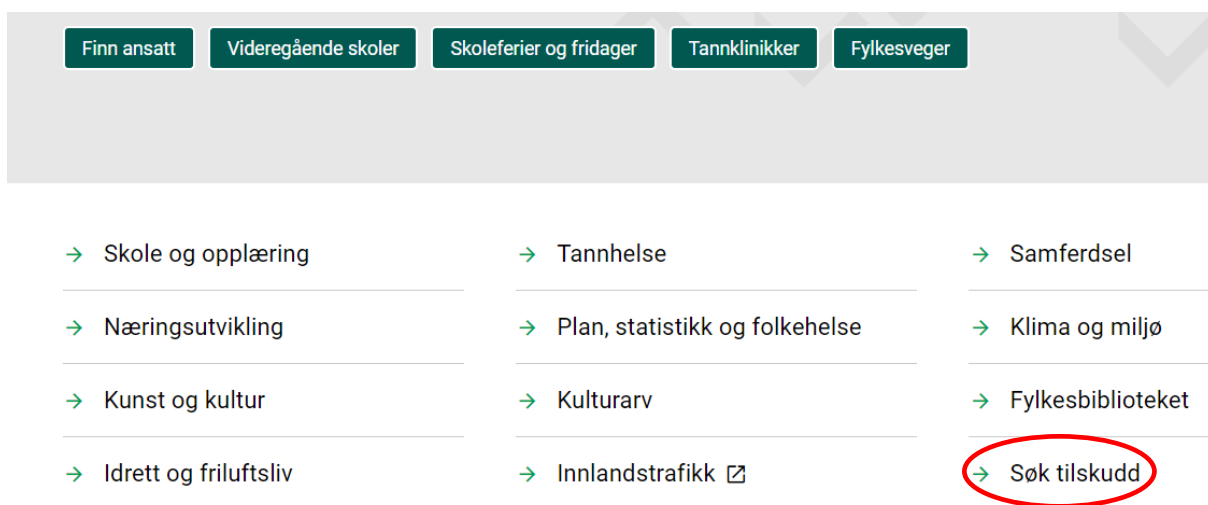 Finn ansatt Videregående skoler Skoleferier og fridager Tannklinikker Fylkesveger
Skole og opplæring Tannhelse Samferdsel
Næringsutvikling Plan, statistikk og folkehelse Klima og miljø
Kunst og kultur Kulturarv Fylkesbiblioteket
Idrett og friluftsliv Innlandstrafikk Søk tilskudd